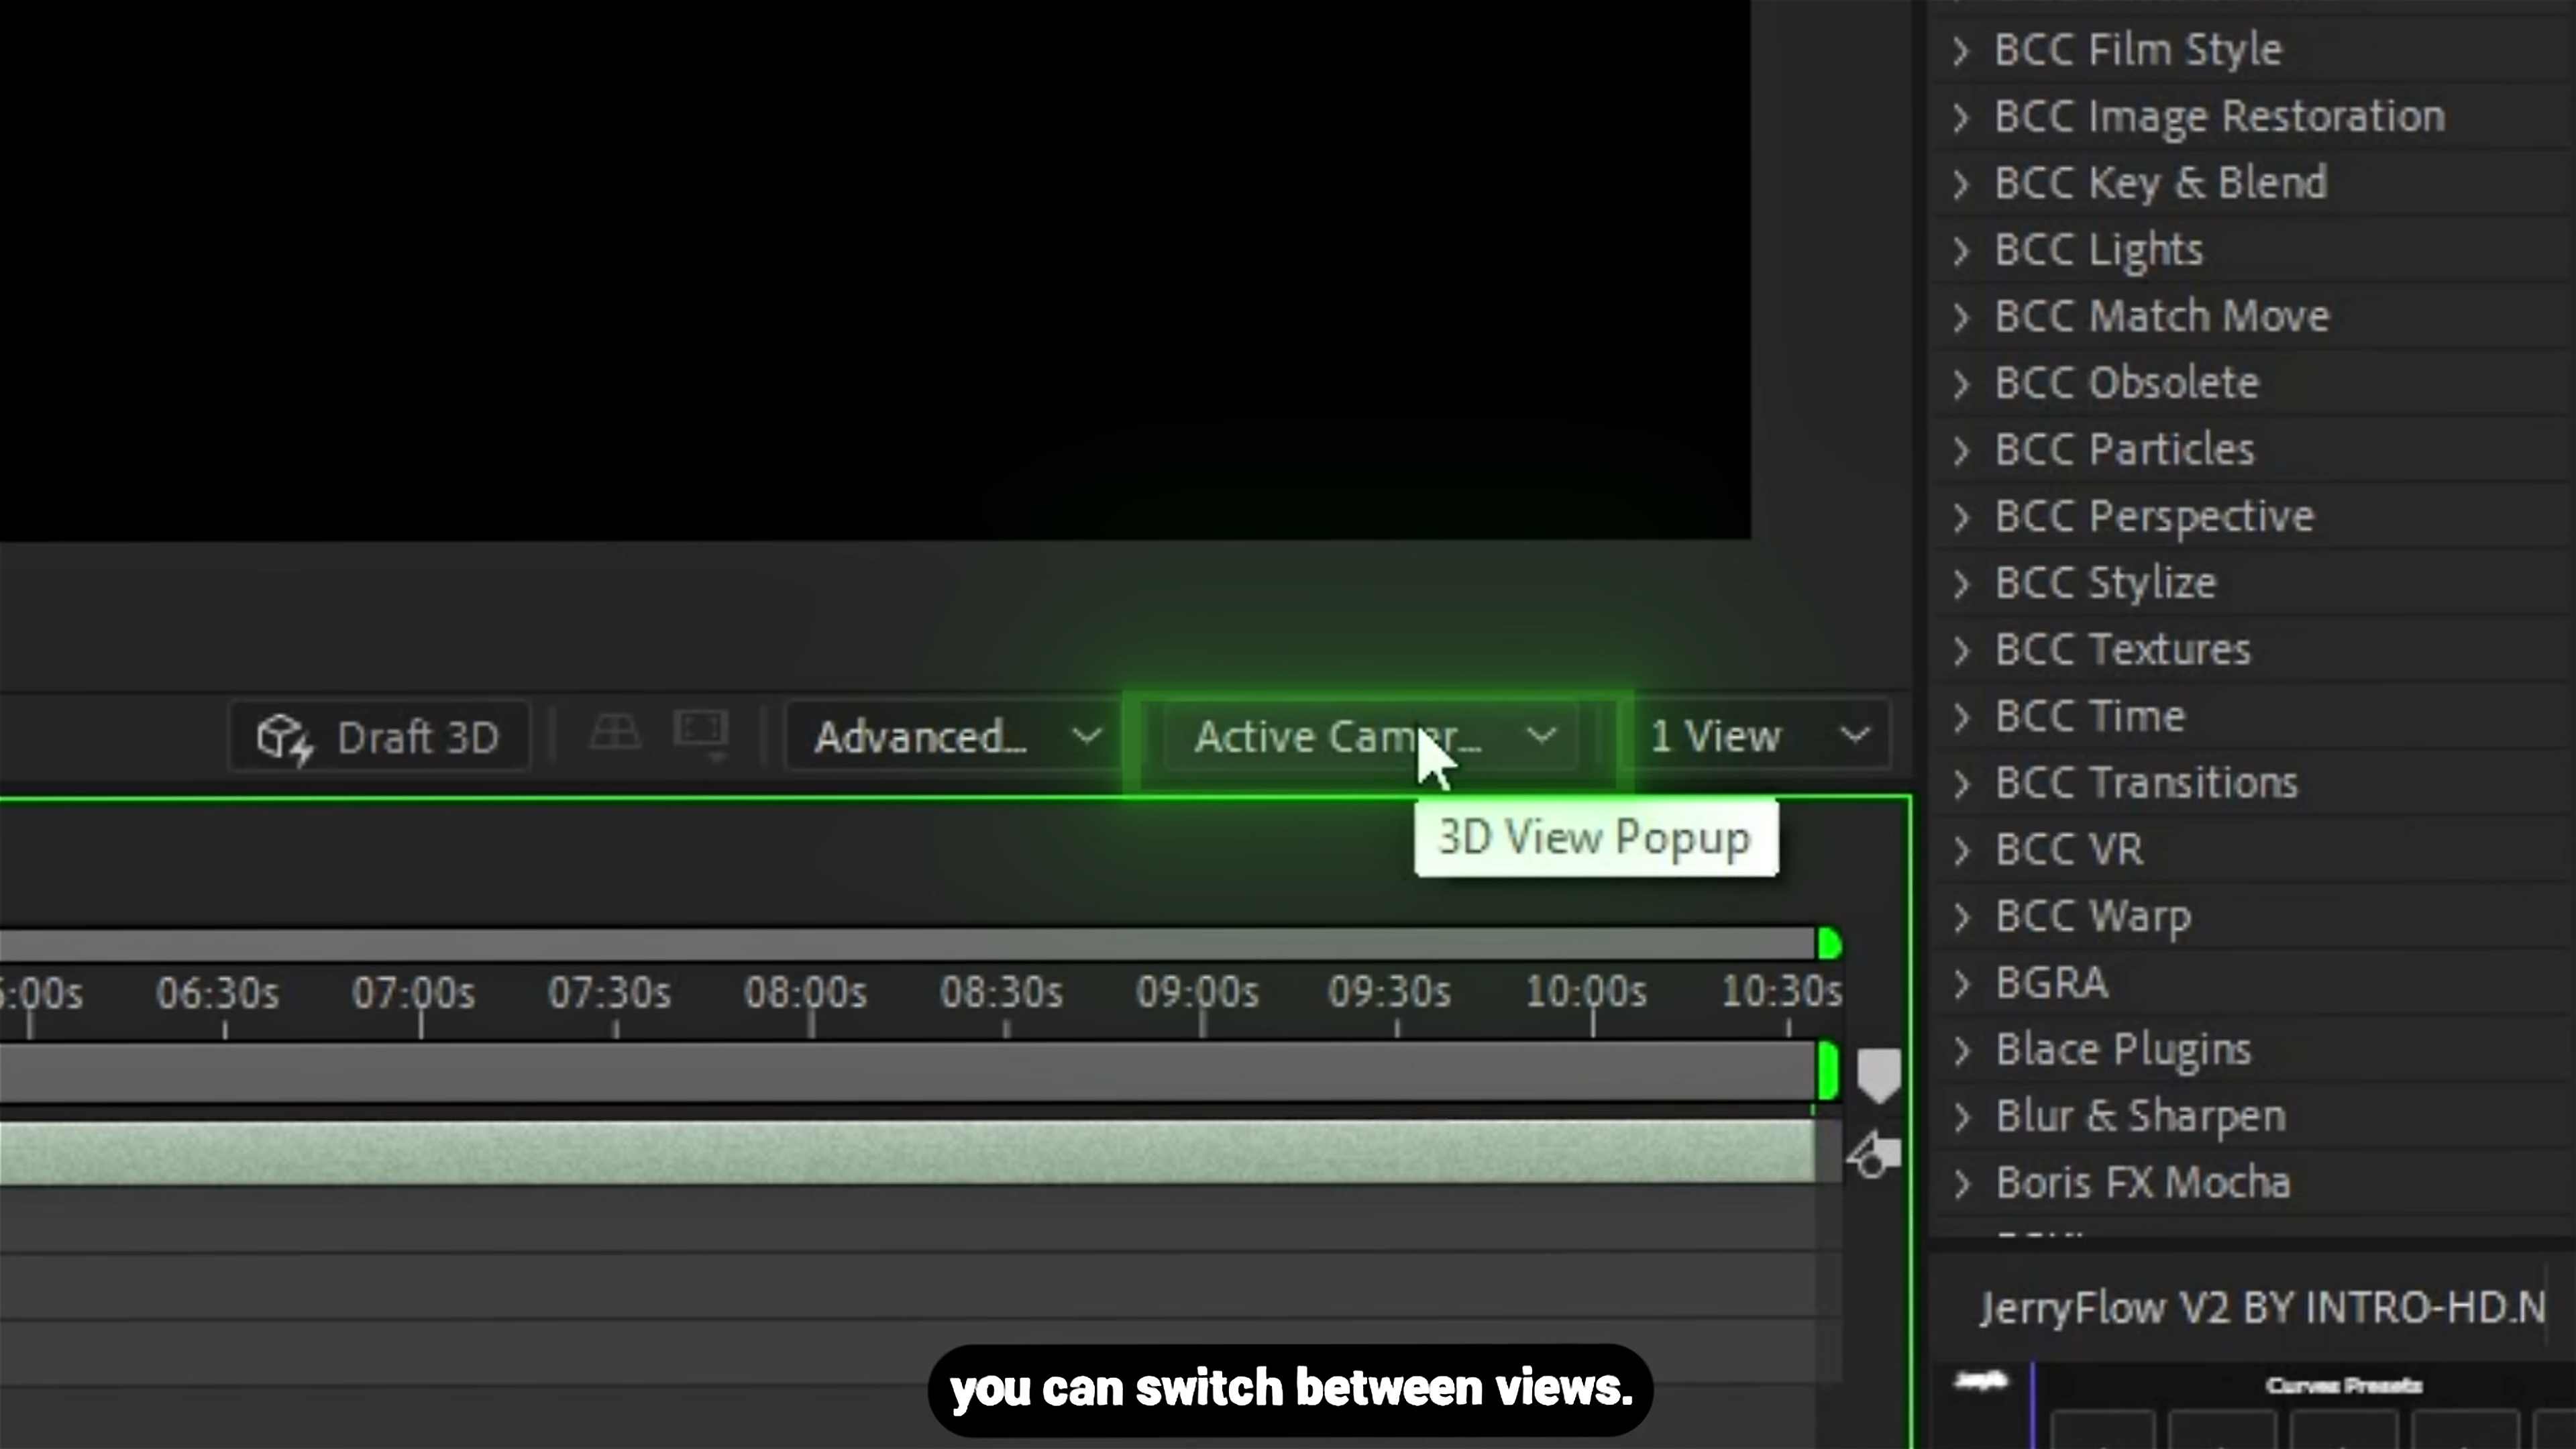 BCC Film Style
BCC Image Restoration
BCC Key & Blend
BCC Lights
BCC Match Move
BCC Obsolete
BCC Particles
BCC Perspective
BCC Stylize
BCC Textures
BCC Time
BCC Transitions
BCC VR
BCC Warp
BGRA
Blace Plugins
Blur & Sharpen
Boris FX Mocha
Draft 3D
Advanced...
Active Camer...
1 View
3D View Popup
:00s 06:30s 07:00s 07:30s 08:00s 08:30s 09:00s 09:30s 10:00s 10:30s
JerryFlow V2 BY INTRO-HD.N
Curves Presets
you can switch between views.